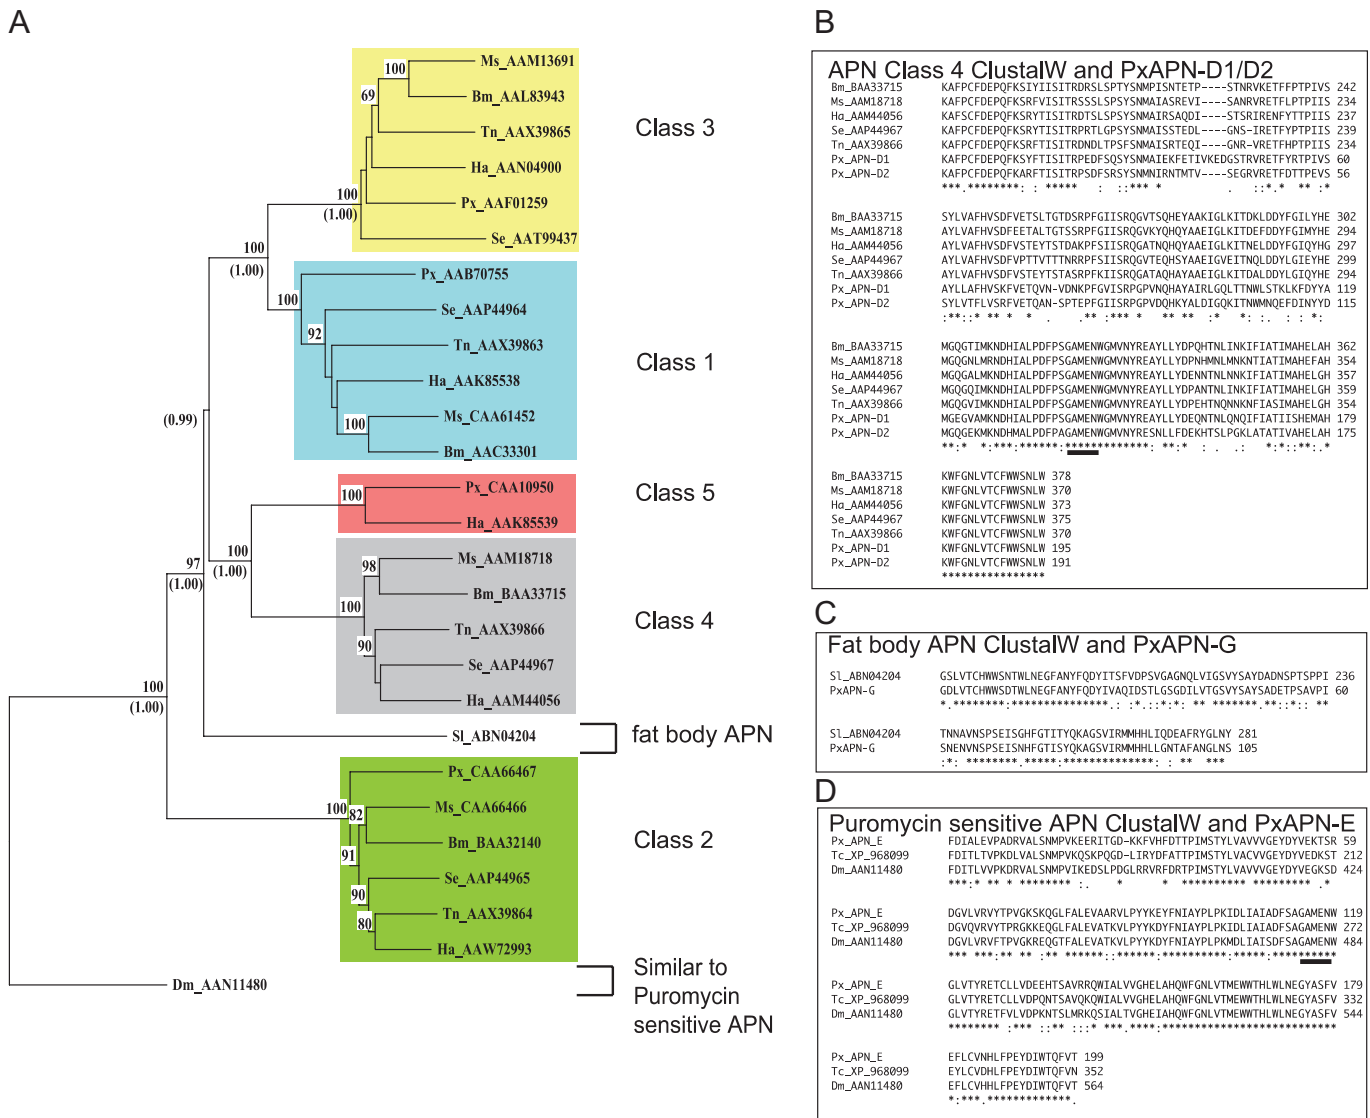 A
100
Ms_AAM13691
Bm_AAL83943
69
Tn_AAX39865
Ha_AAN04900
100
(1.00)
Px_AAF01259
Se_AAT99437
Class 3
100
(1.00)
Px_AAB70755
100
Se_AAP44964
92
Tn_AAX39863
Ha_AAK85538
Ms_CAA61452
100
Bm_AAC33301
Class 1
(0.99)
Px_CAA10950
100
Ha_AAK85539
Class 5
97
(1.00)
100
(1.00)
Ms_AAM18718
98
Bm_BAA33715
100
Tn_AAX39866
90
Se_AAP44967
Ha_AAM44056
Class 4
100
(1.00)
Sl_ABN04204
fat body APN
Px_CAA66467
100
82
Ms_CAA66466
Bm_BAA32140
91
Se_AAP44965
90
Tn_AAX39864
80
Ha_AAW72993
Class 2
Dm_AAN11480
Similar to
Puromycin
sensitive APN
B
APN Class 4 ClustalW and PxAPN-D1/D2
Bm_BAA33715 KAFPCFDEPQFKSIYIISITRDRSLSPTYSNMPISNTETP----STNRVKETFFPTPIVS 242
Ms_AAM18718 KAFSCFDEPQFKSRFVISITRSSSLSPSYSNMAIASREVI----SANRVRETFLPTPIIS 234
Ha_AAM44056 KAFSCFDEPQFKSRYTISITRDTSLSPSYSNMAIRSAQDI----STSRIRENFYTTPIIS 237
Se_AAP44967 KAFPCFDEPQFKSRYTISITRPRTLGPSYSNMAISSTEDL----GNS-IRETFYPTPIIS 239
Tn_AAX39866 KAFPCFDEPQFKSRYTISITRDNDLTPSFSNMAISRTEQI----GNR-VRETFHPTPIIS 234
Px_APN-D1 KAFPCFDEPQFKSYFTISITRPEDFSQSYSNMAIEKFETIVKEDGSTRVRETFYRTPIVS 60
Px_APN-D2 KAFPCFDEPQFKARFTISITRPSDFSRSYSNMNIRNTMTV----SEGRVRETFDTTPEVS 56
Bm_BAA33715 SYLVAFHVSDFVETSLTGTDSRPFGIISRQGVTSQHEYAAKIGLKITDKLDDYFGILYHE 302
Ms_AAM18718 AYLVAFHVSDFEETALTGTSSRPFGIISRQGVKYQHQYAAEIGLKITDEFDDYFGIMYHE 294
Ha_AAM44056 AYLVAFHVSDFVSTEYTSTDAKPFSIISRQGATNQHQYAAEIGLKITNELDDYFGIQYHG 297
Se_AAP44967 AYLVAFHVSDFVPTTVTTTNRRPFSIISRQGATAQHEYAAEIGVEITNQLDDYLGIEYHE 299
Tn_AAX39866 AYLVAFHVSDFVETEYTSTASRPFKIISRQGATAQHAYAAEIGLKITDALDDYLGIQYHE 294
Px_APN-D1 AYLLAFHVSKFVETQVN-VDNKPFGVISRPGPVNQHAYAIRLGQLTTNWLSTKLKFDYYA 119
Px_APN-D2 SYLVTFLVSRFVETQAN-SPTEPFGIISRPGPVDQHKYALDIGQKITNWMNQEFDINYYD 115
Bm_BAA33715 MGQGTIMKNDHIALPDFPSGAMENWGMVNYREAYLLYDPQHTNLINKIFIATIMAHELAH 362
Ms_AAM18718 MGQGNLMKNDHIALPDFPSGAMENWGMVNYREAYLLYDPNHMNLMNKTFIATIMAHEFAH 354
Ha_AAM44056 MGQGALMKNDHIALPDFPSGAMENWGMVNYREAYLLYDPNHTNLNNKIFIATIMAHELGH 357
Se_AAP44967 MGQGQIMKNDHIALPDFPSGAMENWGMVNYREAYLLYDPANTNLINKIFIATIMAHELGH 359
Tn_AAX39866 MGQGVIMKNDHIALPDFPSGAMENWGMVNYREAYLLYDPEHTNQNNKNFIASIMAHELGH 354
Px_APN-D1 MGEGVAMKNDHIALPDFPSGAMENWGMVNYREAYLLYDEQNTNLQNQIFIATIISHEMAH 179
Px_APN-D2 MGQGEKMKNDHMALPDFPAGAMENWGMVNYRESNLLFDEKHTSLPGKLATATIVAHELAH 175
Bm_BAA33715 KWFGNLVTCFWWSNLW 378
Ms_AAM18718 KWFGNLVTCFWWSNLW 370
Ha_AAM44056 KWFGNLVTCFWWSNLW 373
Se_AAP44967 KWFGNLVTCFWWSNLW 375
Tn_AAX39866 KWFGNLVTCFWWSNLW 370
Px_APN-D1 KWFGNLVTCFWWSNLW 195
Px_APN-D2 KWFGNLVTCFWWSNLW 191
****************
C
Fat body APN ClustalW and PxAPN-G
Sl_ABN04204 GSLVTCHWWSNTWLNEGFANYFQDYITSFVDPSVGAGNQLVIGSVYSAYDADNSPTSPPI 236
PxAPN-G GDLVTCHWWSDTWLNEGFANYFQDYIVAQIDSTLGSGDILVTGSVYSAYSADETPSAVPI 60
Sl_ABN04204 TNNAVNSPSEISGHFGTITYQKAGSVIRMMHHLIQDEAFRYGLNY 281
PxAPN-G SNENVNSPSEISNHFGTISYQKAGSVIRMMHHLLGNTAFANGLNS 105
D
Puromycin sensitive APN ClustalW and PxAPN-E
Px_APN_E FDIALEVPADRVALSNMPVKEERITGD-KKFVHFDTTPIMSTYLVAVVVGEYDYVEKTSR 59
Tc_XP_968099 FDITLTVPKDLVALSNMPVKQSKPQGD-LIRYDFATTPIMSTYLVACVVGEYDYVEDKST 212
Dm_AAN11480 FDITLVVPKDRVALSNMPVIKEDSLPDGLRRVRFDRTPIMSTYLVAVVVGEYDYVEGKSD 424
Px_APN_E DGVLVRVYTPVGKSKQGLFALEVAARVLPYYKEYFNIAYPLPKIDLIAIADFSAGAMENW 119
Tc_XP_968099 DGVQVRVYTPRGKKEQGTFALEVATKVLPYYKDYFNIAYPLPKIDLIAIADFSAGAMENW 272
Dm_AAN11480 DGVLVRVFTPVGKREQGTFALEVATKVLPYYKDYFNIAYPLPKMDLIAISDFSAGAMENW 484
Px_APN_E GLVTYRETCLLVDEEHTSAVRRQWIALVVGHELAHQWFGNLVTMEWWTHLWLNEGYASFV 179
Tc_XP_968099 GLVTYRETCLLVDPQNTSAVQKQWIALVVGHELAHQWFGNLVTMEWWTHLWLNEGYASFV 332
Dm_AAN11480 GLVTYRETFVLVDPKNTSLMRKQSIALTVGHEIAHQWFGNLVTMEWWTHLWLNEGYASFV 544
Px_APN_E EFLCVNHLFPEYDIWTQFVT 199
Tc_XP_968099 EYLCVDHLFPEYDIWTQFVN 352
Dm_AAN11480 EFLCVHHLFPEYDIWTQFVT 564
*:***.*************.